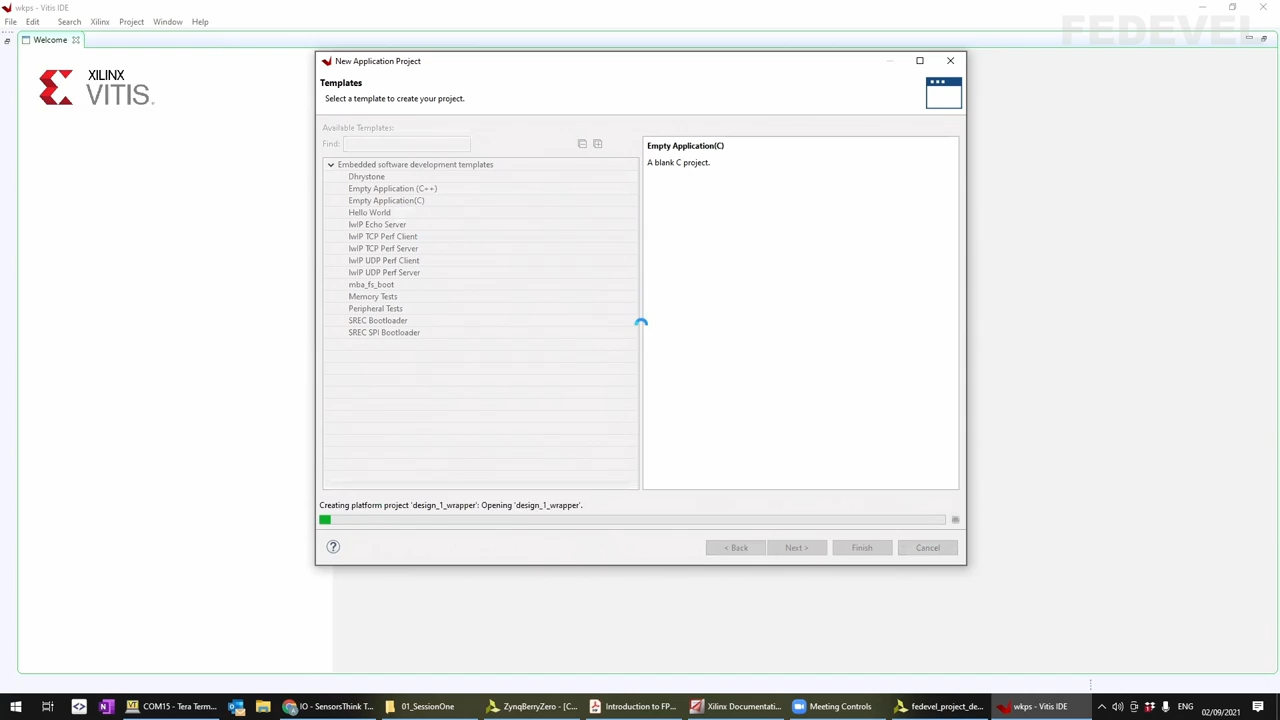 wkps - Vitis IDE
File Edit Search Xilinx Project Window Help
FEDEVEL
Welcome
XILINX
VITIS.
New Application Project
Templates
Select a template to create your project.
Available Templates:
Find:
Embedded software development templates
Dhrystone
Empty Application (C++)
Empty Application(C)
Hello World
lwIP Echo Server
lwIP TCP Perf Client
lwIP TCP Perf Server
lwIP UDP Perf Client
lwIP UDP Perf Server
mba_fs_boot
Memory Tests
Peripheral Tests
SREC Bootloader
SREC SPI Bootloader
Empty Application(C)
A blank C project.
Creating platform project 'design_1_wrapper': Opening 'design_1_wrapper'.
< Back Next > Finish Cancel
COM15 - Tera Term... IO - SensorsThink T... 01_SessionOne ZynqBerryZero - [C... Introduction to FP... Xilinx Documentati... Meeting Controls fedevel_project_de... wkps - Vitis IDE ENG 02/09/2021